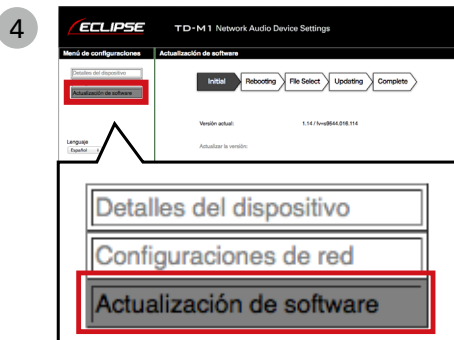 4
ECLIPSE
TD-M1 Network Audio Device Settings
Menú de configuraciones
Actualización de software
Detalles del dispositivo
Actualización de software
Initial
Rebooting
File Select
Updating
Complete
Versión actual:
1.14 / fv=s9644.016.114
Actualizar la versión:
Lenguaje
Español
Detalles del dispositivo
Configuraciones de red
Actualización de software